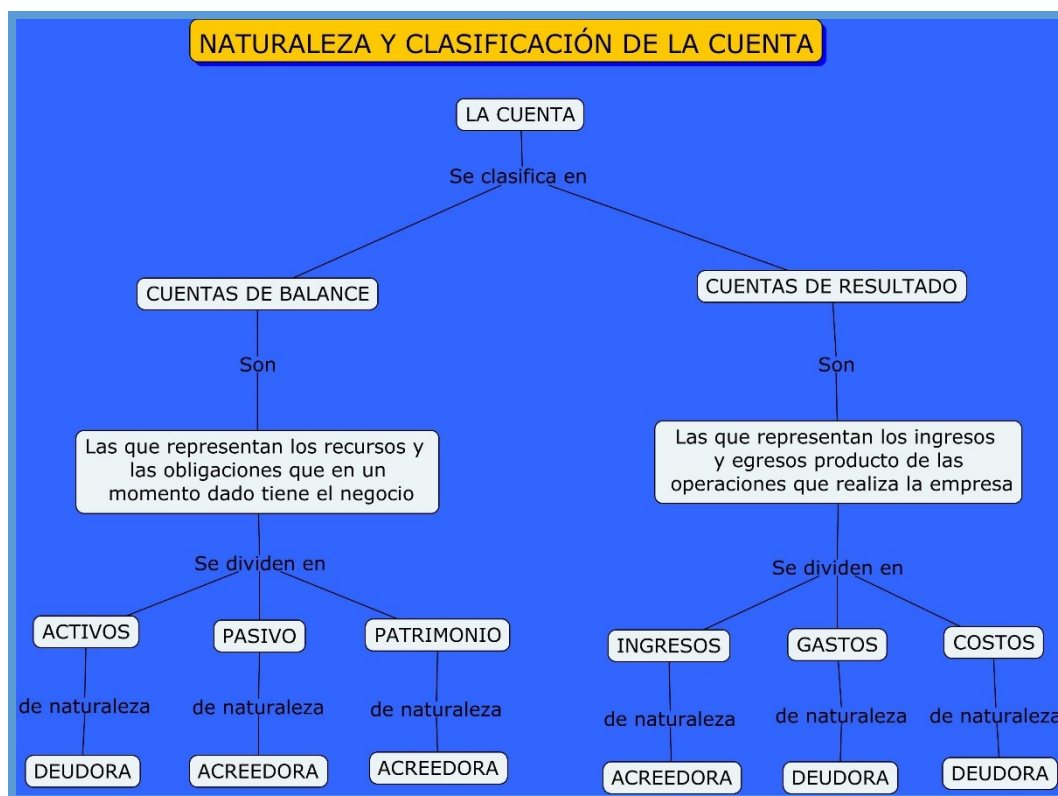 NATURALEZA Y CLASIFICACIÓN DE LA CUENTA
LA CUENTA
Se clasifica en
CUENTAS DE BALANCE
CUENTAS DE RESULTADO
Son
Son
Las que representan los recursos y
las obligaciones que en un
momento dado tiene el negocio
Las que representan los ingresos
y egresos producto de las
operaciones que realiza la empresa
Se dividen en
Se dividen en
ACTIVOS
PASIVO
PATRIMONIO
INGRESOS
GASTOS
COSTOS
de naturaleza
de naturaleza
de naturaleza
de naturaleza
de naturaleza
de naturaleza
DEUDORA
ACREEDORA
ACREEDORA
ACREEDORA
DEUDORA
DEUDORA